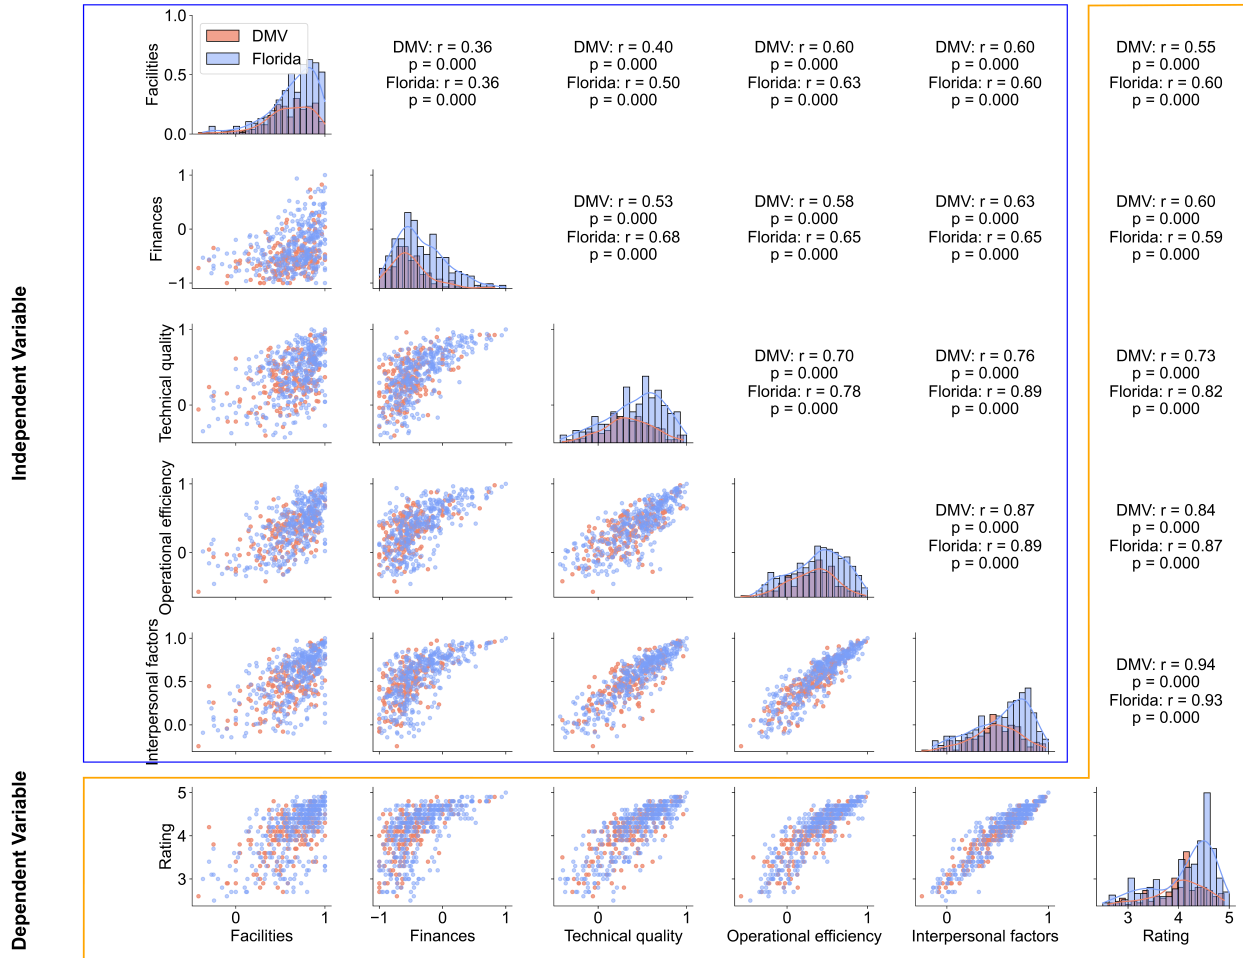 1.0
0.5
0.0
Facilities
DMV
Florida
DMV: r = 0.36
p = 0.000
Florida: r = 0.36
p = 0.000
DMV: r = 0.40
p = 0.000
Florida: r = 0.50
p = 0.000
DMV: r = 0.60
p = 0.000
Florida: r = 0.63
p = 0.000
DMV: r = 0.60
p = 0.000
Florida: r = 0.60
p = 0.000
DMV: r = 0.55
p = 0.000
Florida: r = 0.60
p = 0.000
1
0
−1
Finances
DMV: r = 0.53
p = 0.000
Florida: r = 0.68
p = 0.000
DMV: r = 0.58
p = 0.000
Florida: r = 0.65
p = 0.000
DMV: r = 0.63
p = 0.000
Florida: r = 0.65
p = 0.000
DMV: r = 0.60
p = 0.000
Florida: r = 0.59
p = 0.000
Independent Variable
1
0
Technical quality
DMV: r = 0.70
p = 0.000
Florida: r = 0.78
p = 0.000
DMV: r = 0.76
p = 0.000
Florida: r = 0.89
p = 0.000
DMV: r = 0.73
p = 0.000
Florida: r = 0.82
p = 0.000
1
0
Operational efficiency
DMV: r = 0.87
p = 0.000
Florida: r = 0.89
p = 0.000
DMV: r = 0.84
p = 0.000
Florida: r = 0.87
p = 0.000
1.0
0.5
0.0
Interpersonal factors
DMV: r = 0.94
p = 0.000
Florida: r = 0.93
p = 0.000
Dependent Variable
5
4
3
Rating
0 1
Facilities
−1 0 1
Finances
0 1
Technical quality
0 1
Operational efficiency
0 1
Interpersonal factors
3 4 5
Rating